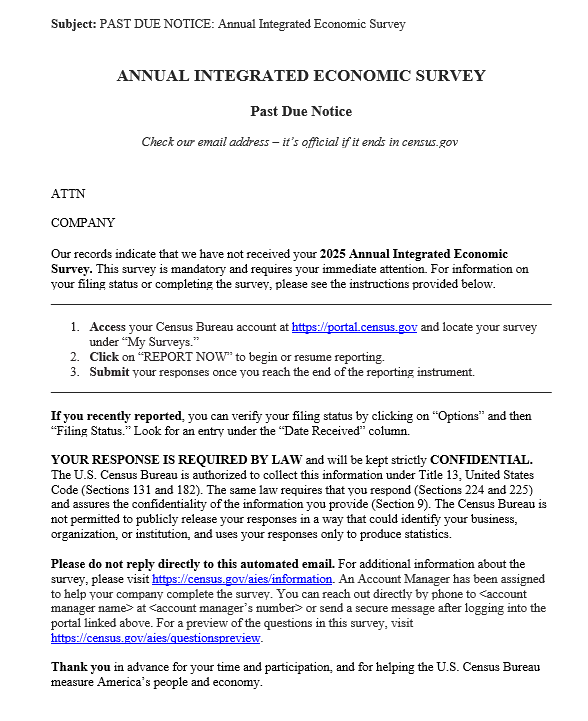 Subject: PAST DUE NOTICE: Annual Integrated Economic Survey
ANNUAL INTEGRATED ECONOMIC SURVEY
Past Due Notice
Check our email address – it’s official if it ends in census.gov
ATTN
COMPANY
Our records indicate that we have not received your 2025 Annual Integrated Economic
Survey. This survey is mandatory and requires your immediate attention. For information on
your filing status or completing the survey, please see the instructions provided below.
1. Access your Census Bureau account at https://portal.census.gov and locate your survey
under “My Surveys.”
2. Click on “REPORT NOW” to begin or resume reporting.
3. Submit your responses once you reach the end of the reporting instrument.
If you recently reported, you can verify your filing status by clicking on “Options” and then
“Filing Status.” Look for an entry under the “Date Received” column.
YOUR RESPONSE IS REQUIRED BY LAW and will be kept strictly CONFIDENTIAL.
The U.S. Census Bureau is authorized to collect this information under Title 13, United States
Code (Sections 131 and 182). The same law requires that you respond (Sections 224 and 225)
and assures the confidentiality of the information you provide (Section 9). The Census Bureau is
not permitted to publicly release your responses in a way that could identify your business,
organization, or institution, and uses your responses only to produce statistics.
Please do not reply directly to this automated email. For additional information about the
survey, please visit https://census.gov/aies/information. An Account Manager has been assigned
to help your company complete the survey. You can reach out directly by phone to <account
manager name> at <account manager’s number> or send a secure message after logging into the
portal linked above. For a preview of the questions in this survey, visit
https://census.gov/aies/questionspreview.
Thank you in advance for your time and participation, and for helping the U.S. Census Bureau
measure America’s people and economy.